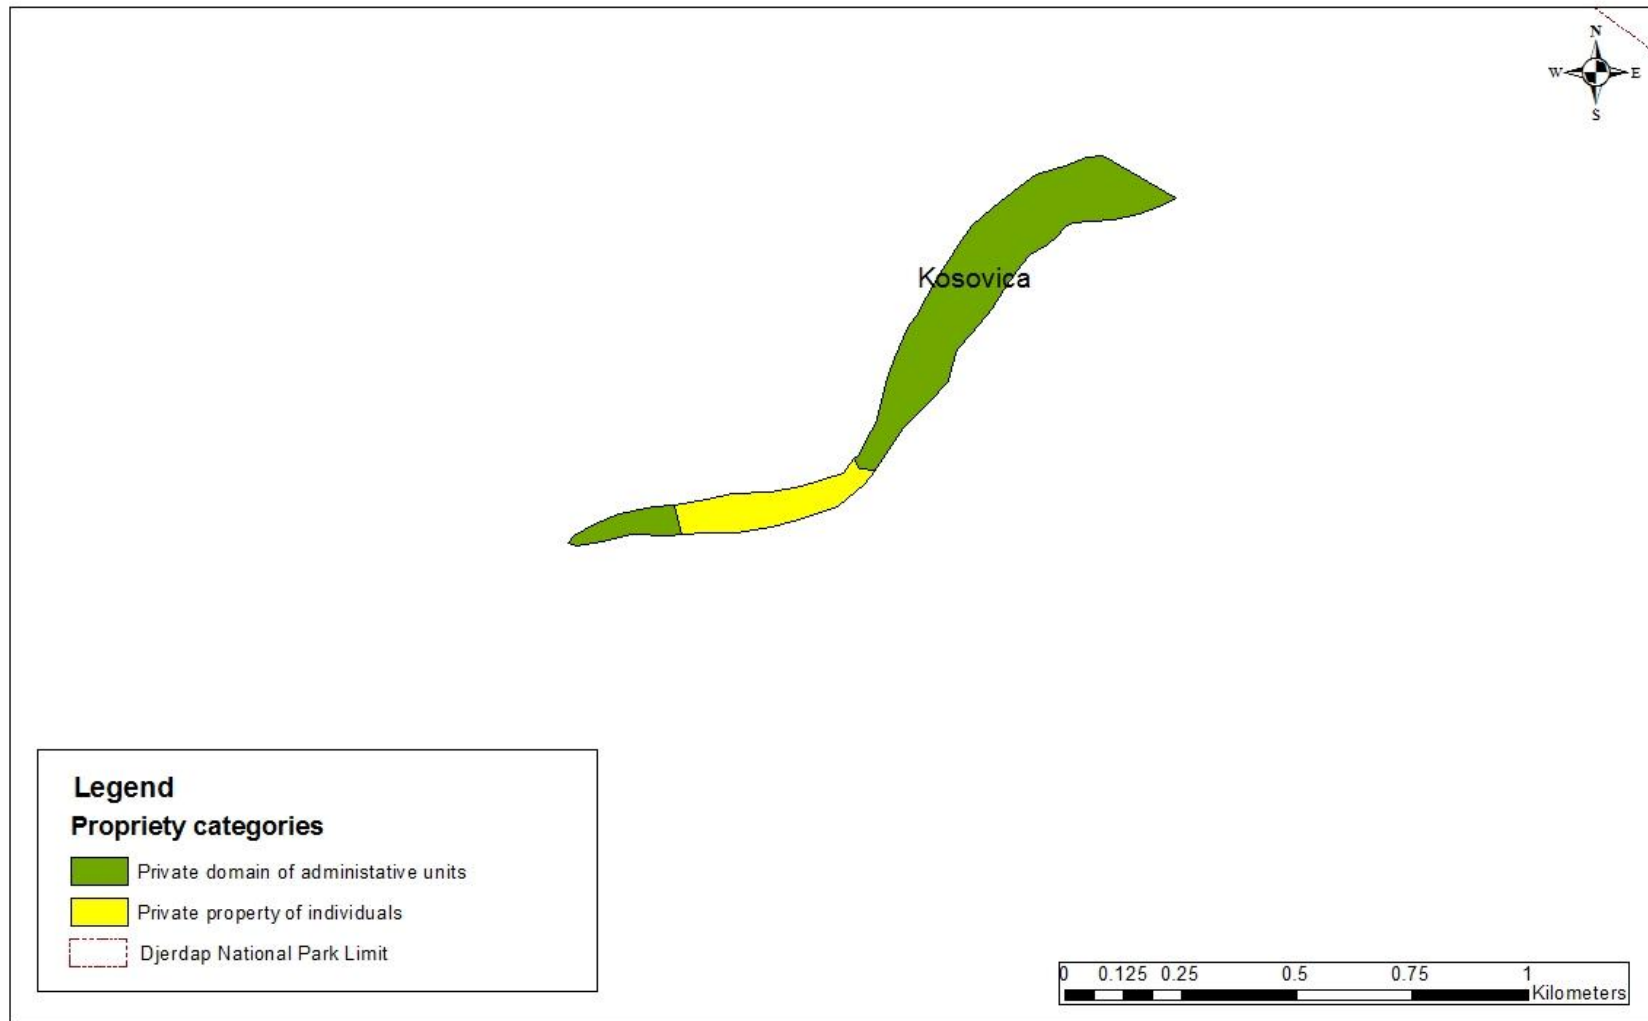 N
W E
S
Kosovica
Legend
Propriety categories
Private domain of administative units
Private property of individuals
Djerdap National Park Limit
0 0.125 0.25 0.5 0.75 1
Kilometers